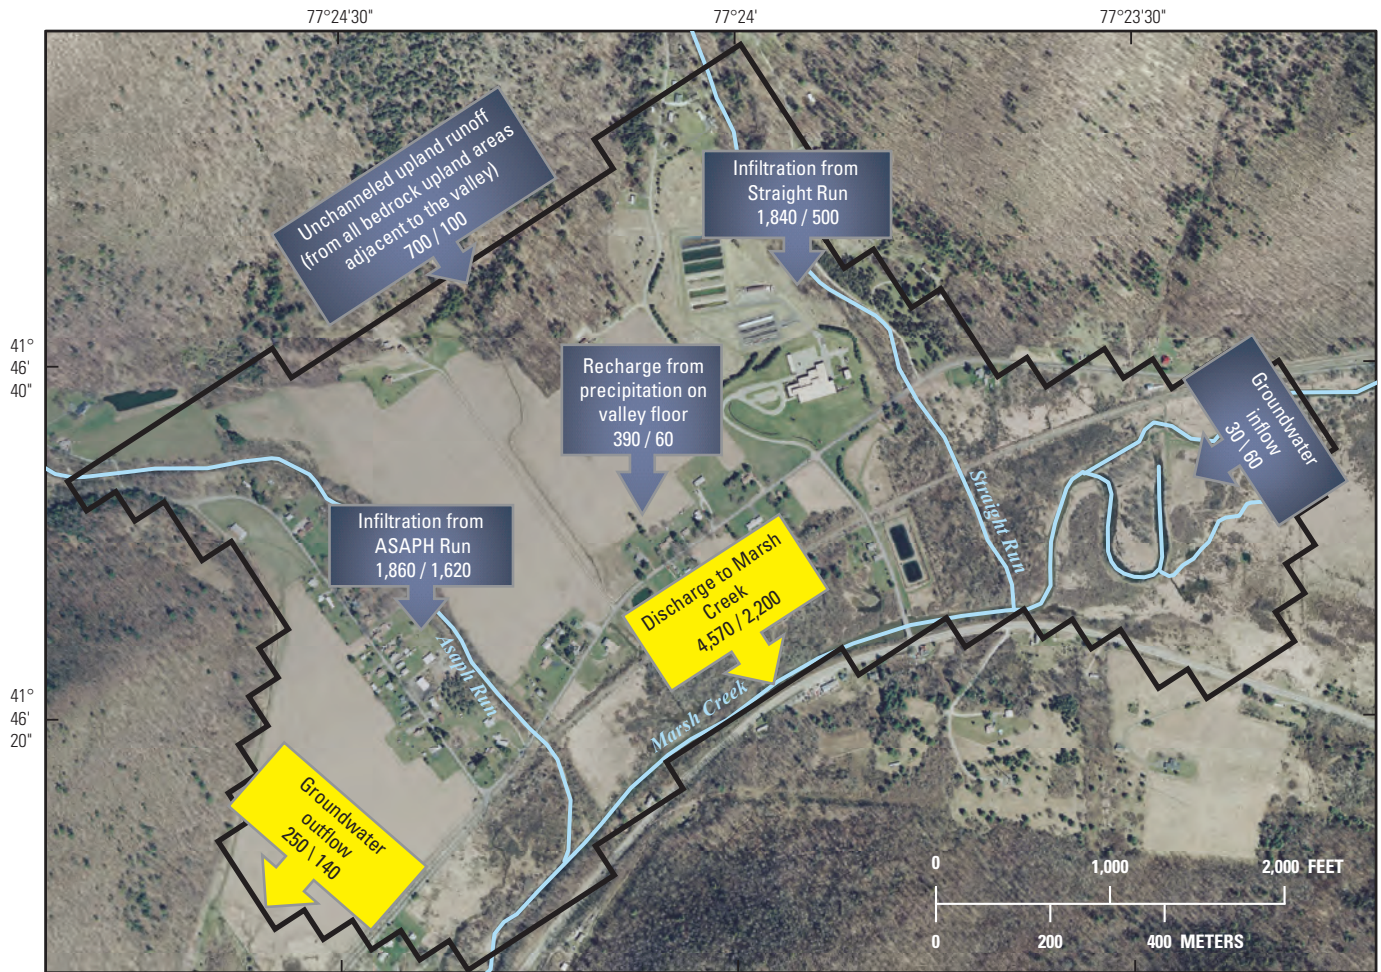 77°24'30"
77°24'
77°23'30"
Unchanneled upland runoff
(from all bedrock upland areas
adjacent to the valley)
700 / 100
Infiltration from
Straight Run
1,840 / 500
41°
46'
40"
Recharge from
precipitation on
valley floor
390 / 60
Groundwater
inflow
30 \ 60
Straight Run
Infiltration from
ASAPH Run
1,860 / 1,620
Discharge to Marsh
Creek
4,570 / 2,200
Asaph Run
Marsh Creek
41°
46'
20"
Groundwater
outflow
250 \ 140
0 1,000 2,000 FEET
0 200 400 METERS